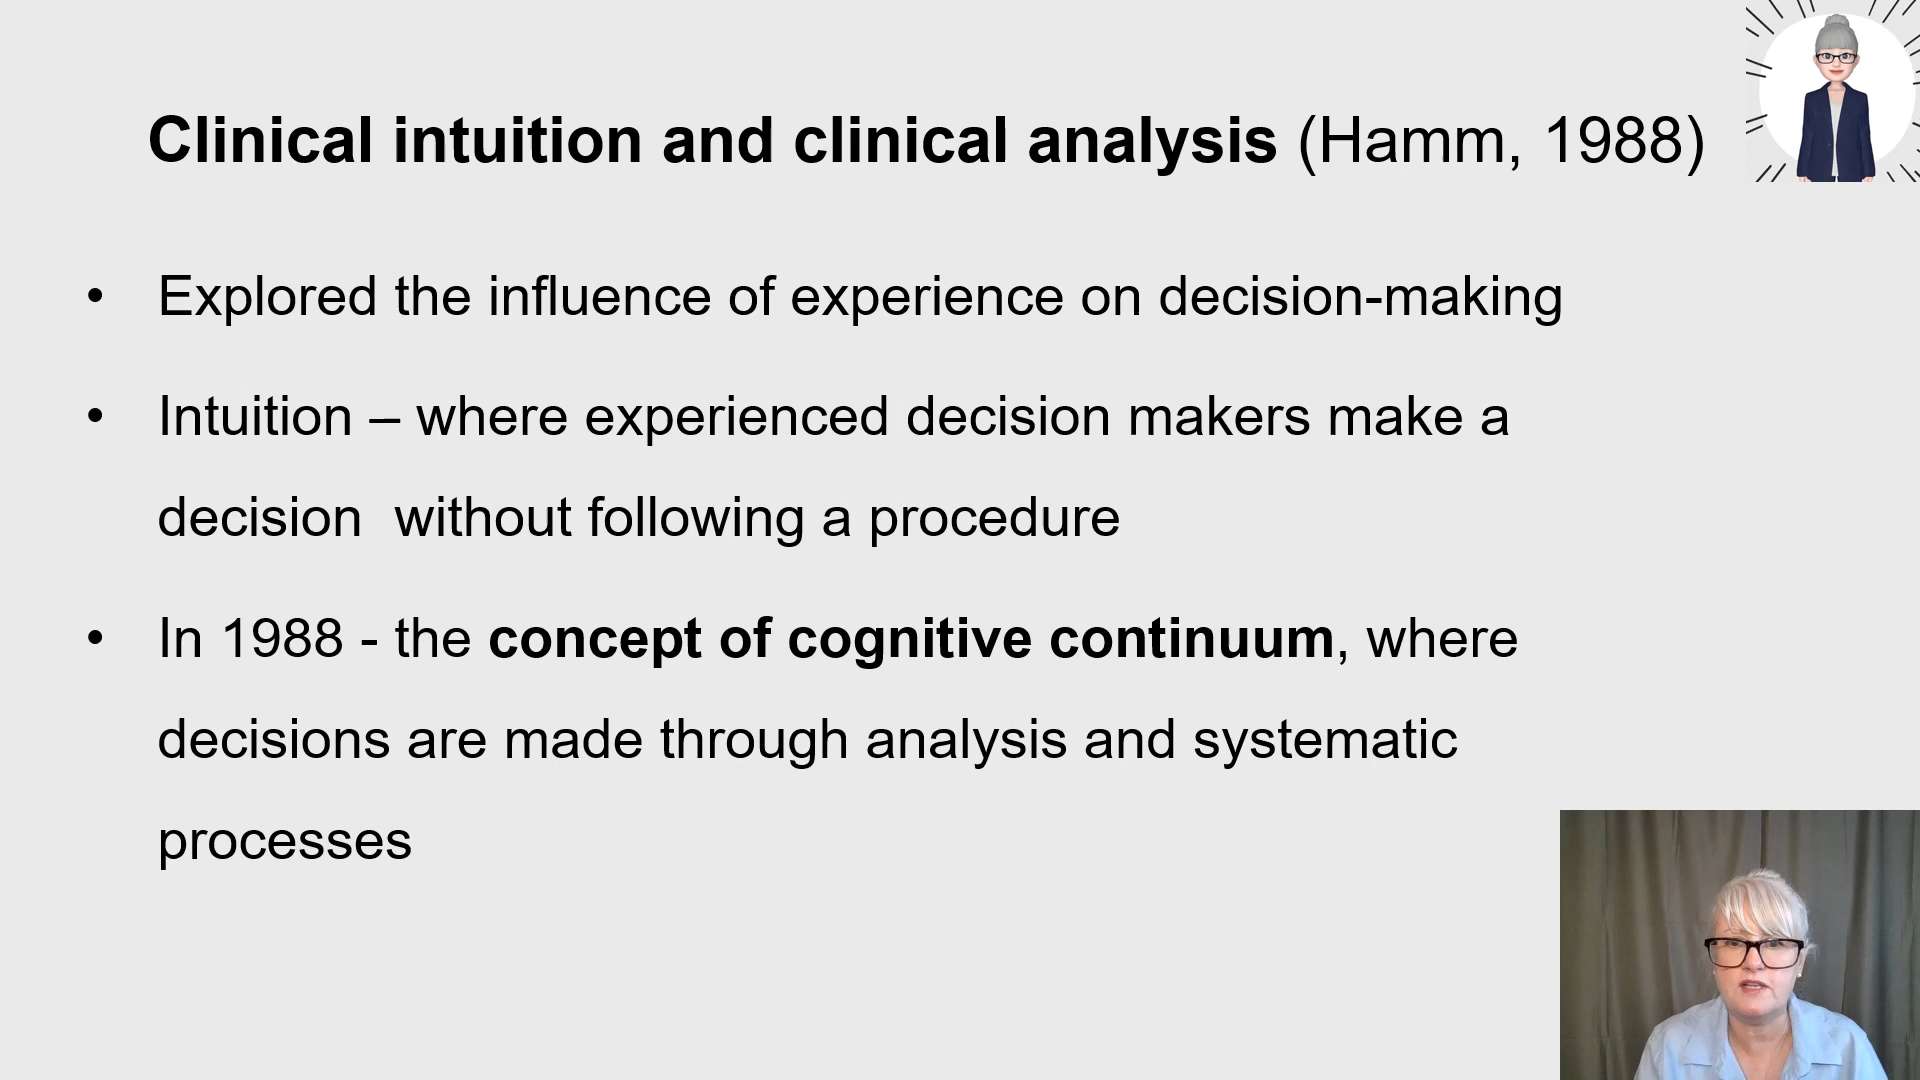 Clinical intuition and clinical analysis (Hamm, 1988)
• Explored the influence of experience on decision-making
• Intuition – where experienced decision makers make a
decision  without following a procedure
• In 1988 - the concept of cognitive continuum, where
decisions are made through analysis and systematic
processes